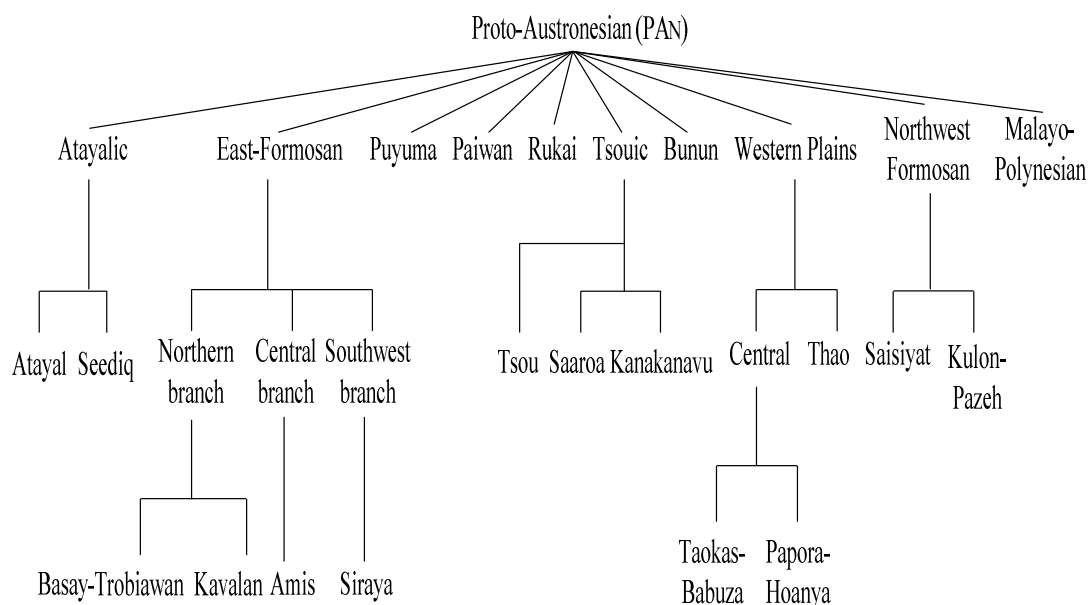 Proto-Austronesian (PAN)
Atayalic
East-Formosan
Puyuma
Paiwan
Rukai
Tsouic
Bunun
Western Plains
Northwest
Formosan
Malayo-
Polynesian
Atayal
Seediq
Northern
branch
Central
branch
Southwest
branch
Tsou
Saaroa
Kanakanavu
Central
Thao
Saisiyat
Kulon-
Pazeh
Basay-Trobiawan
Kavalan
Amis
Siraya
Taokas-
Babuza
Papora-
Hoanya